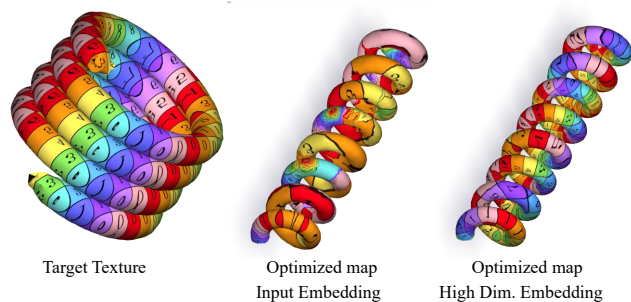 Target Texture
Optimized map
Input Embedding
Optimized map
High Dim. Embedding